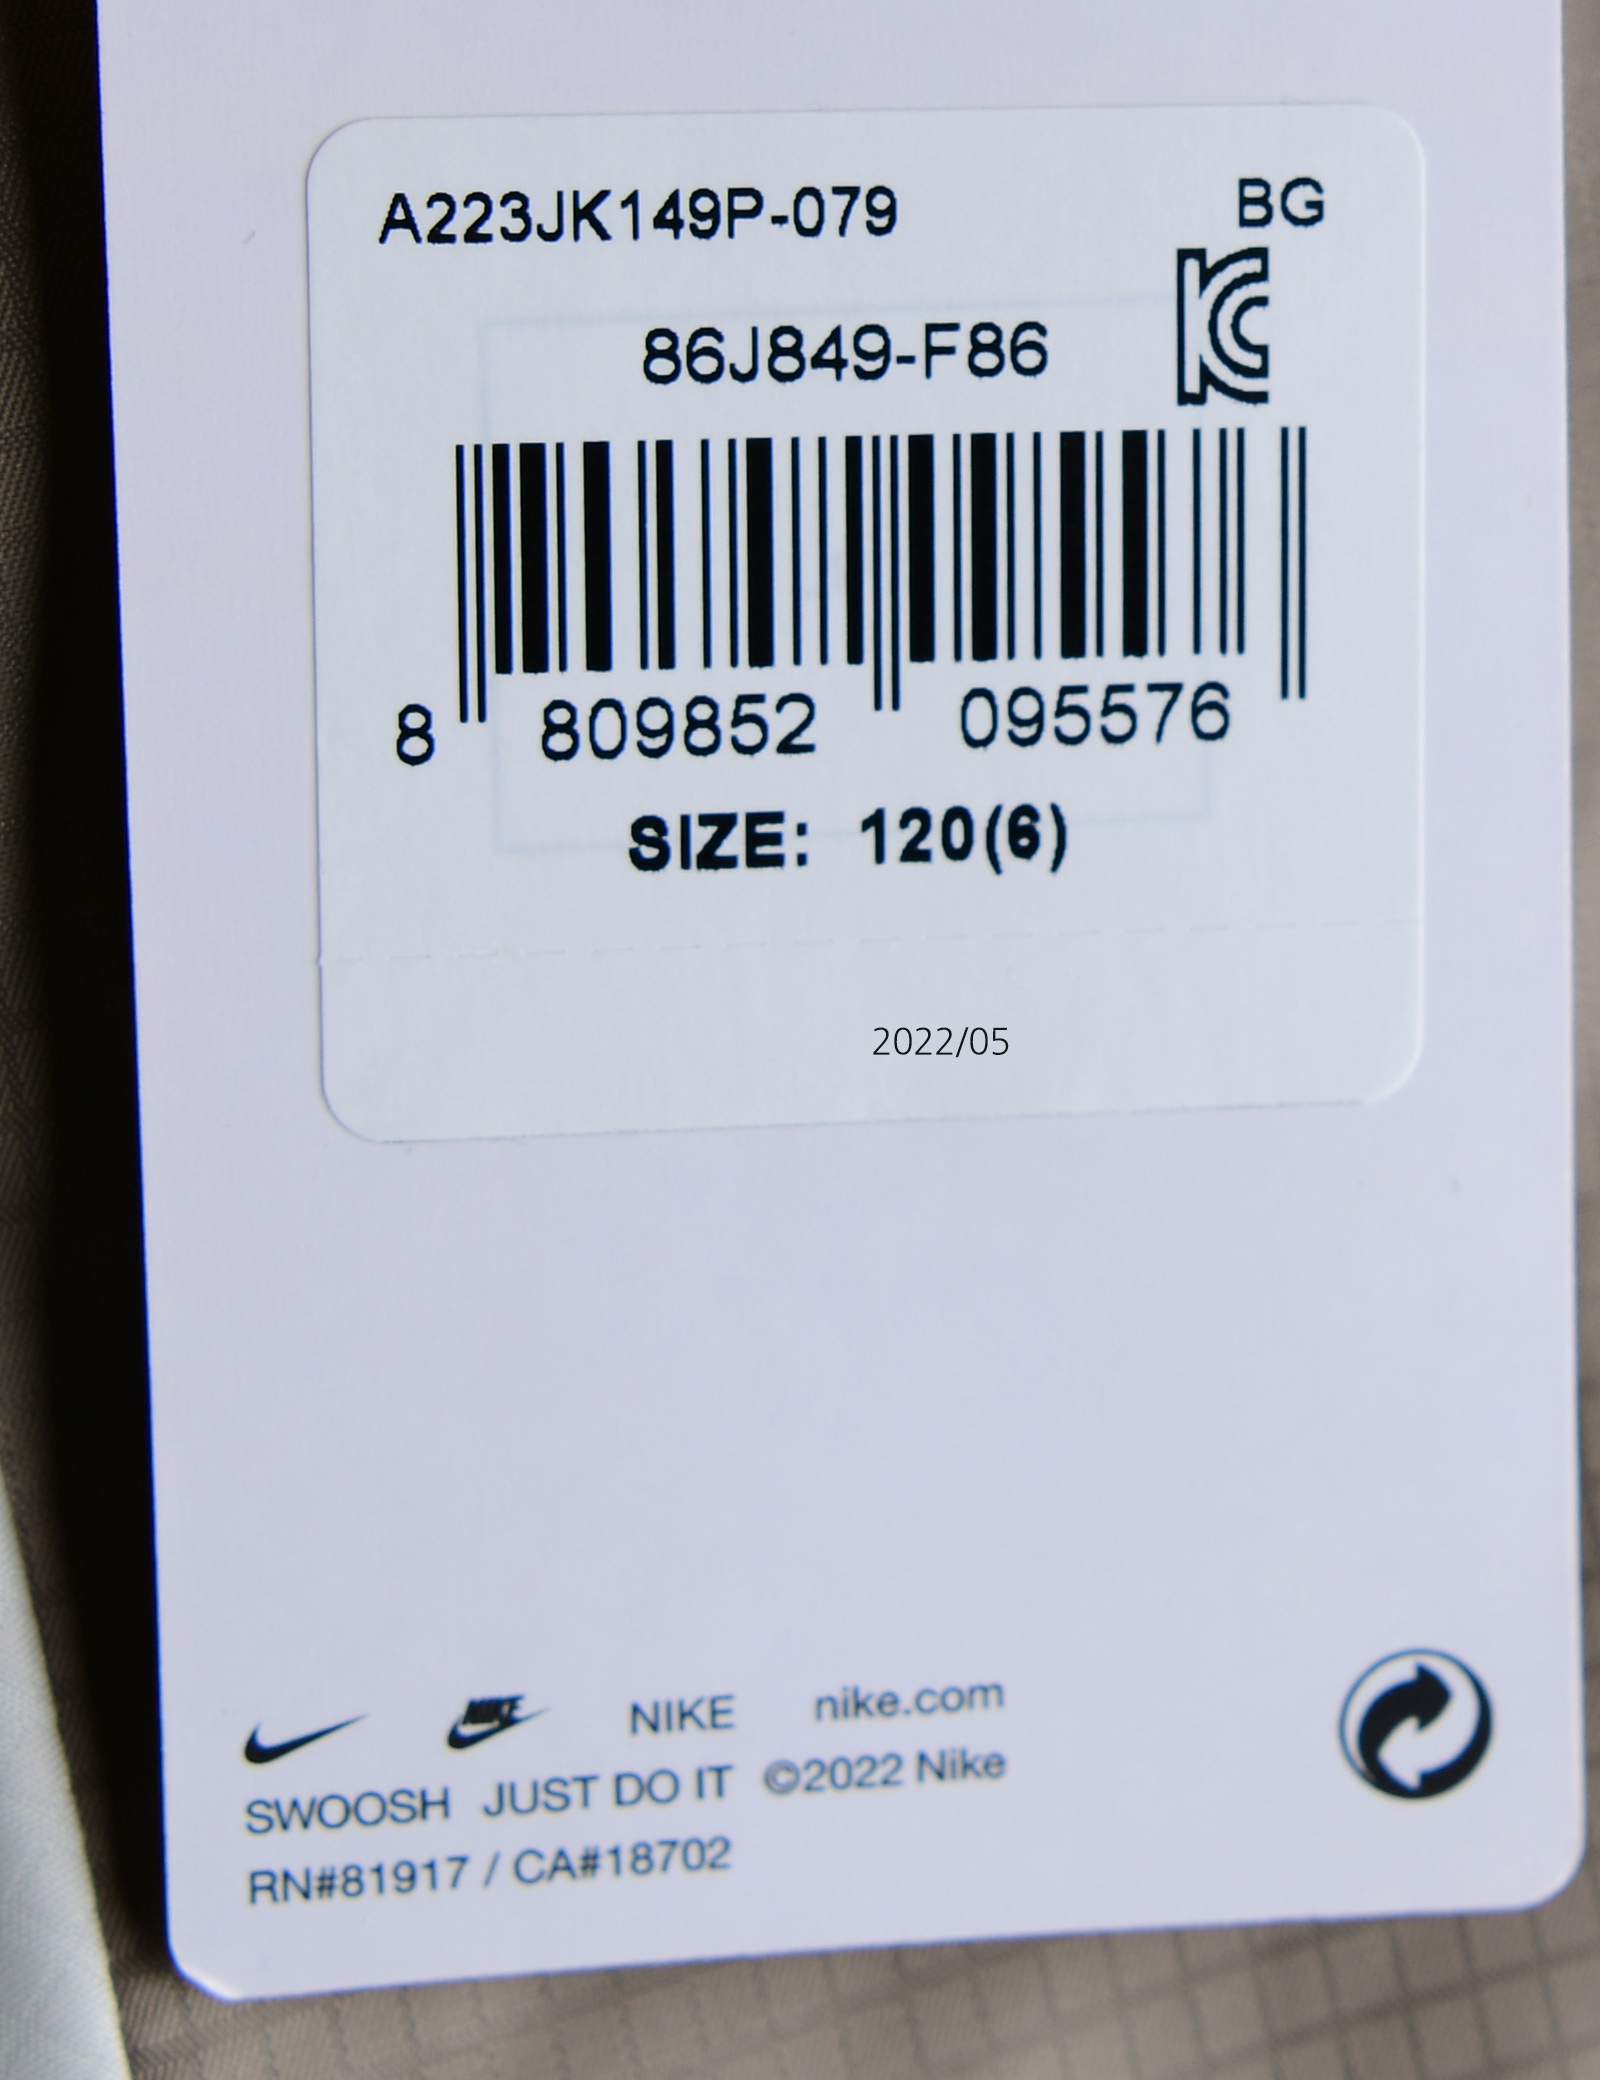 A223JK149P-079 BG
86J849-F86
8 809852 095576
SIZE: 120(6)
2022/05
NIKE NIKE nike.com
SWOOSH JUST DO IT ©2022 Nike
RN#81917 / CA#18702